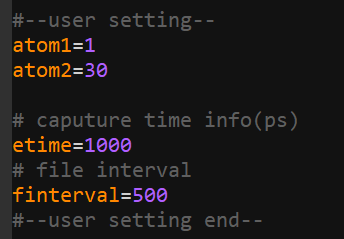 #--user setting--
atom1=1
atom2=30
# caputure time info(ps)
etime=1000
# file interval
finterval=500
#--user setting end--